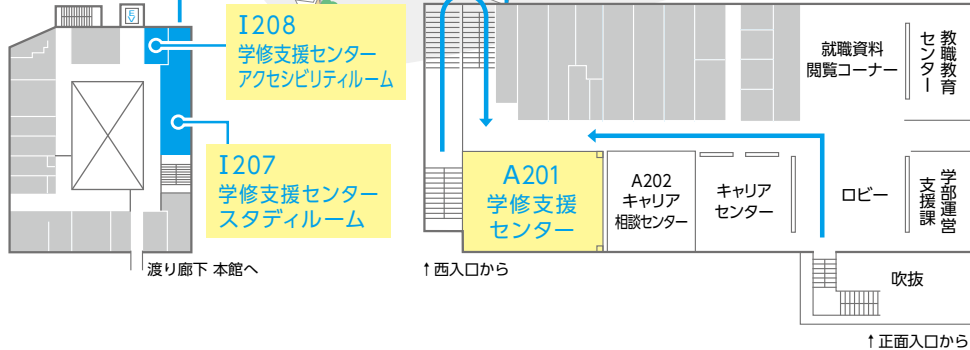 EV
I208
学修支援センター
アクセシビリティルーム
I207
学修支援センター
スタディルーム
渡り廊下 本館へ
就職資料
閲覧コーナー
教職教育
センター
A201
学修支援
センター
A202
キャリア
相談センター
キャリア
センター
ロビー
学部運営
支援課
↑西入口から
吹抜
↑正面入口から